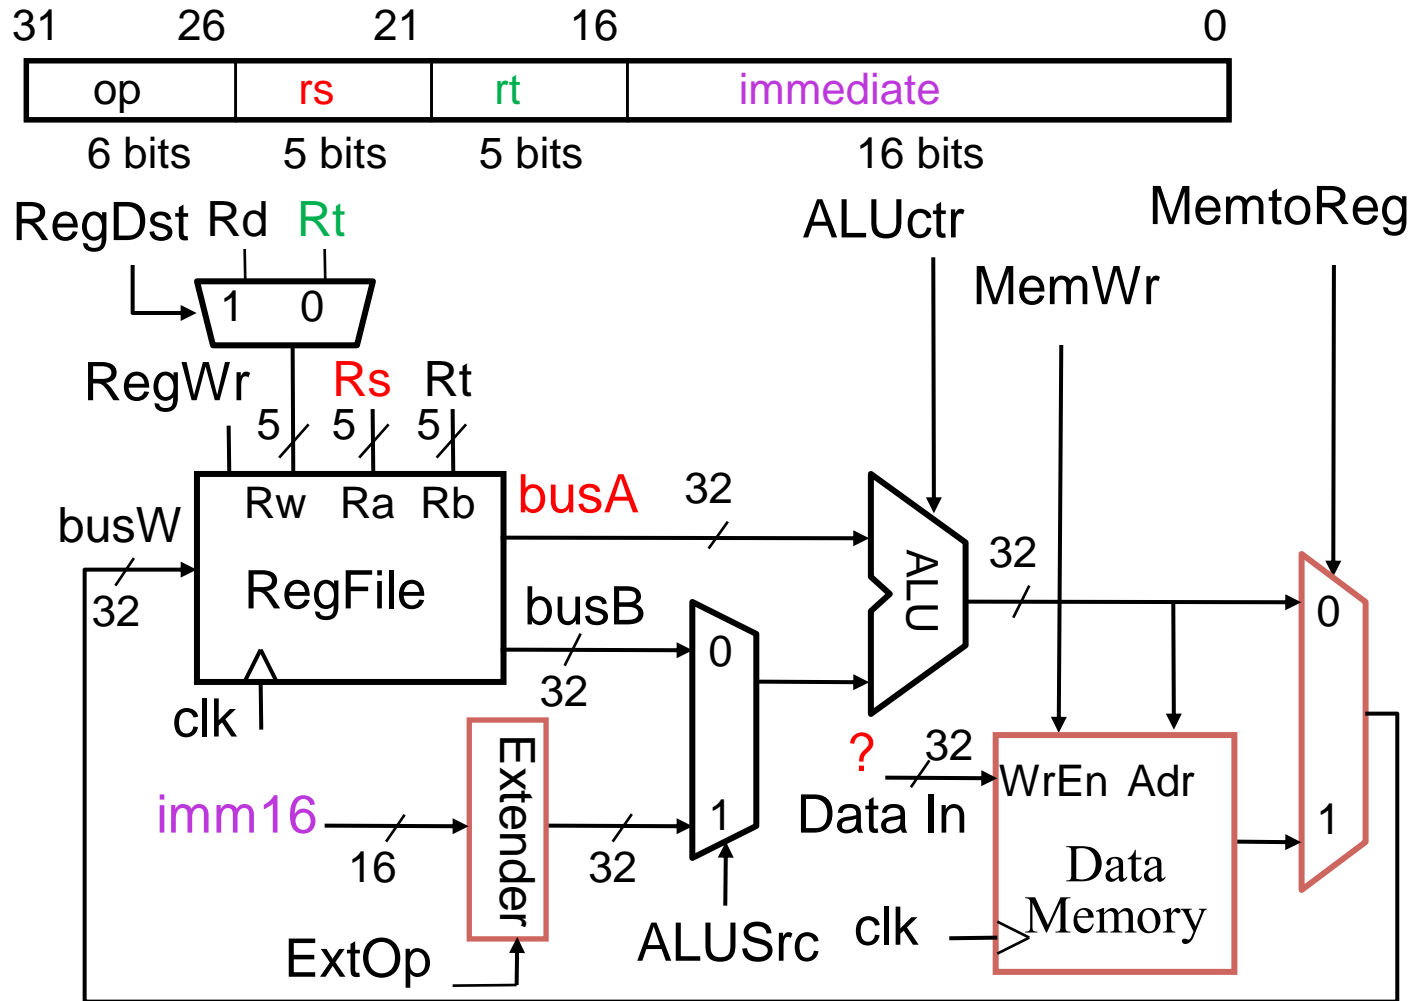 31 26 21 16 0
op rs rt immediate
6 bits 5 bits 5 bits 16 bits
RegDst Rd Rt ALUctr MemtoReg
MemWr
1 0
RegWr Rs Rt
5 5 5
Rw Ra Rb busA 32
busW
32
RegFile
ALU
32
busB
32
0
0
clk
Extender
? 32
WrEn Adr
imm16
16
32
1
Data In
1
Data
Memory
ExtOp
ALUSrc
clk